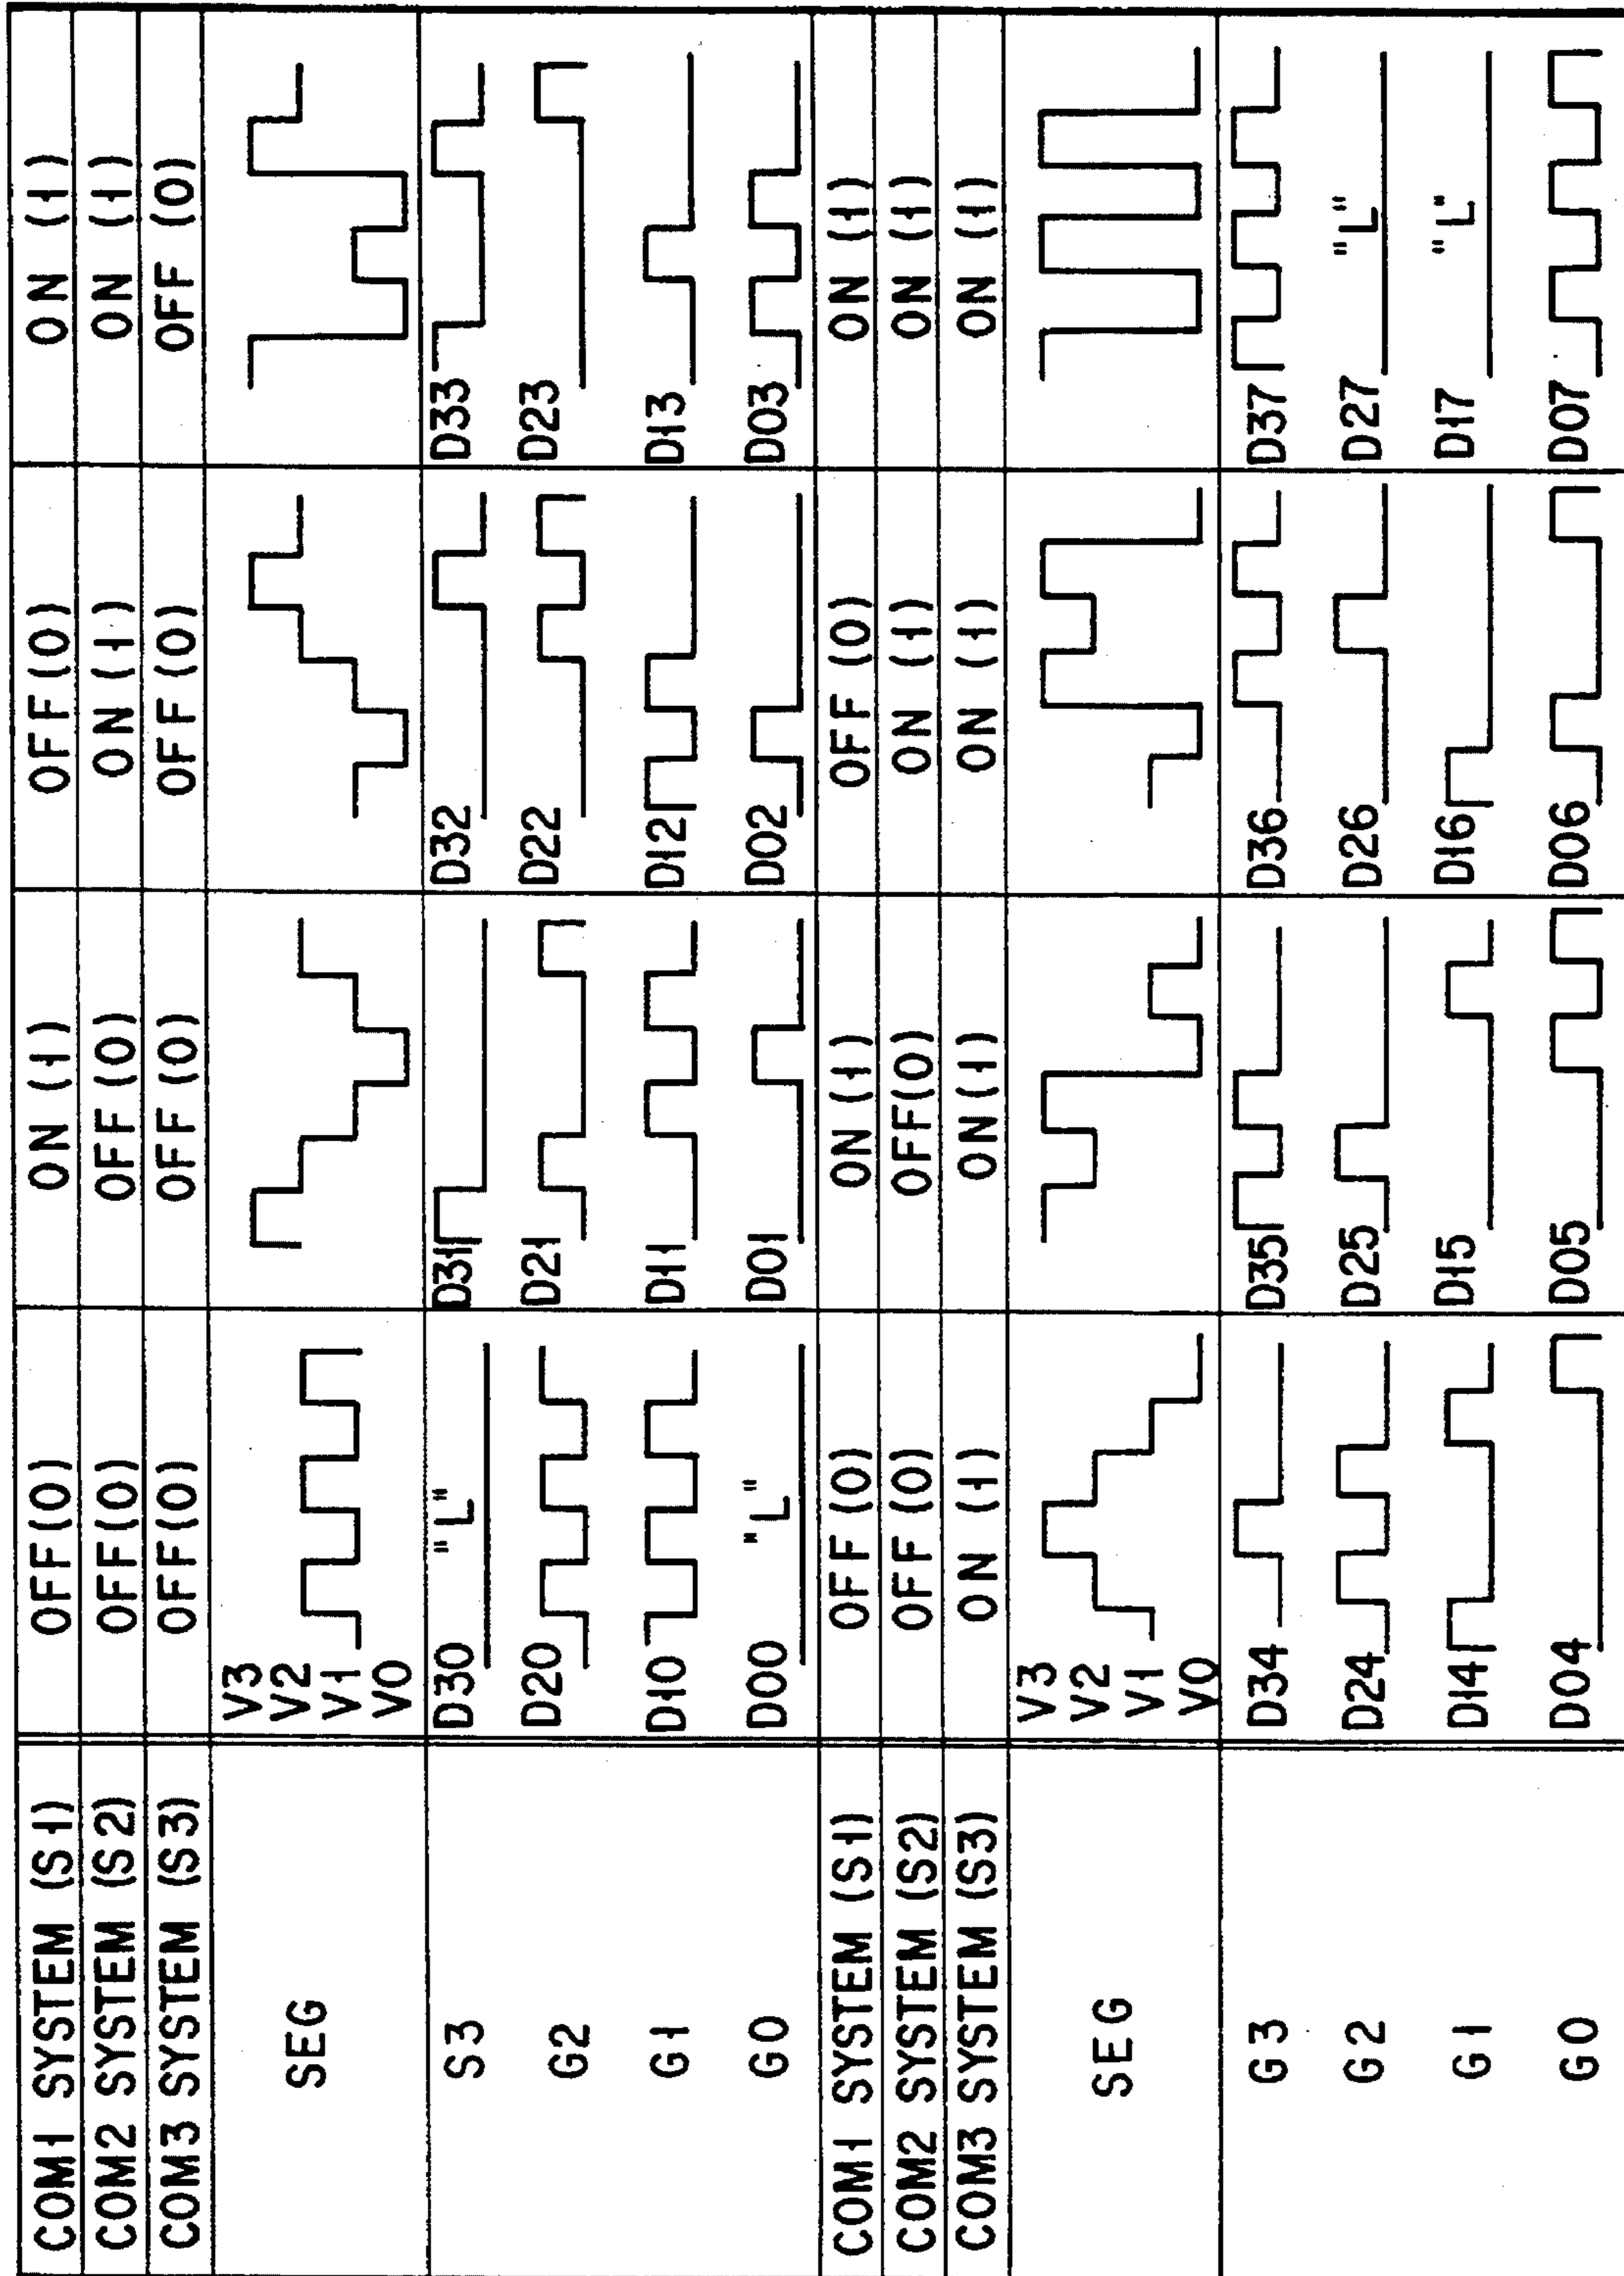 COM1 SYSTEM (S1) OFF(0) ON (1) OFF(0) ON (1)
COM2 SYSTEM (S2) OFF(0) OFF(0) ON(1) ON (1)
COM3 SYSTEM (S3) OFF(0) OFF (0) OFF(0) OFF (0)
SEG
V3
V2
V1
V0
S3 D30 "L" D31 D32 D33
G2 D20 D21 D22 D23
G1 D10 D11 D12 D13
G0 D00 "L" D01 D02 D03
COM1 SYSTEM (S1) OFF (0) ON (1) OFF (0) ON (1)
COM2 SYSTEM (S2) OFF (0) OFF(0) ON (1) ON (1)
COM3 SYSTEM (S3) ON (1) ON(1) ON (1) ON (1)
SEG
V3
V2
V1
V0
G3 D34 D35 D36 D37
G2 D24 D25 D26 D27 "L"
G1 D14 D15 D16 D17 "L"
G0 D04 D05 D06 D07